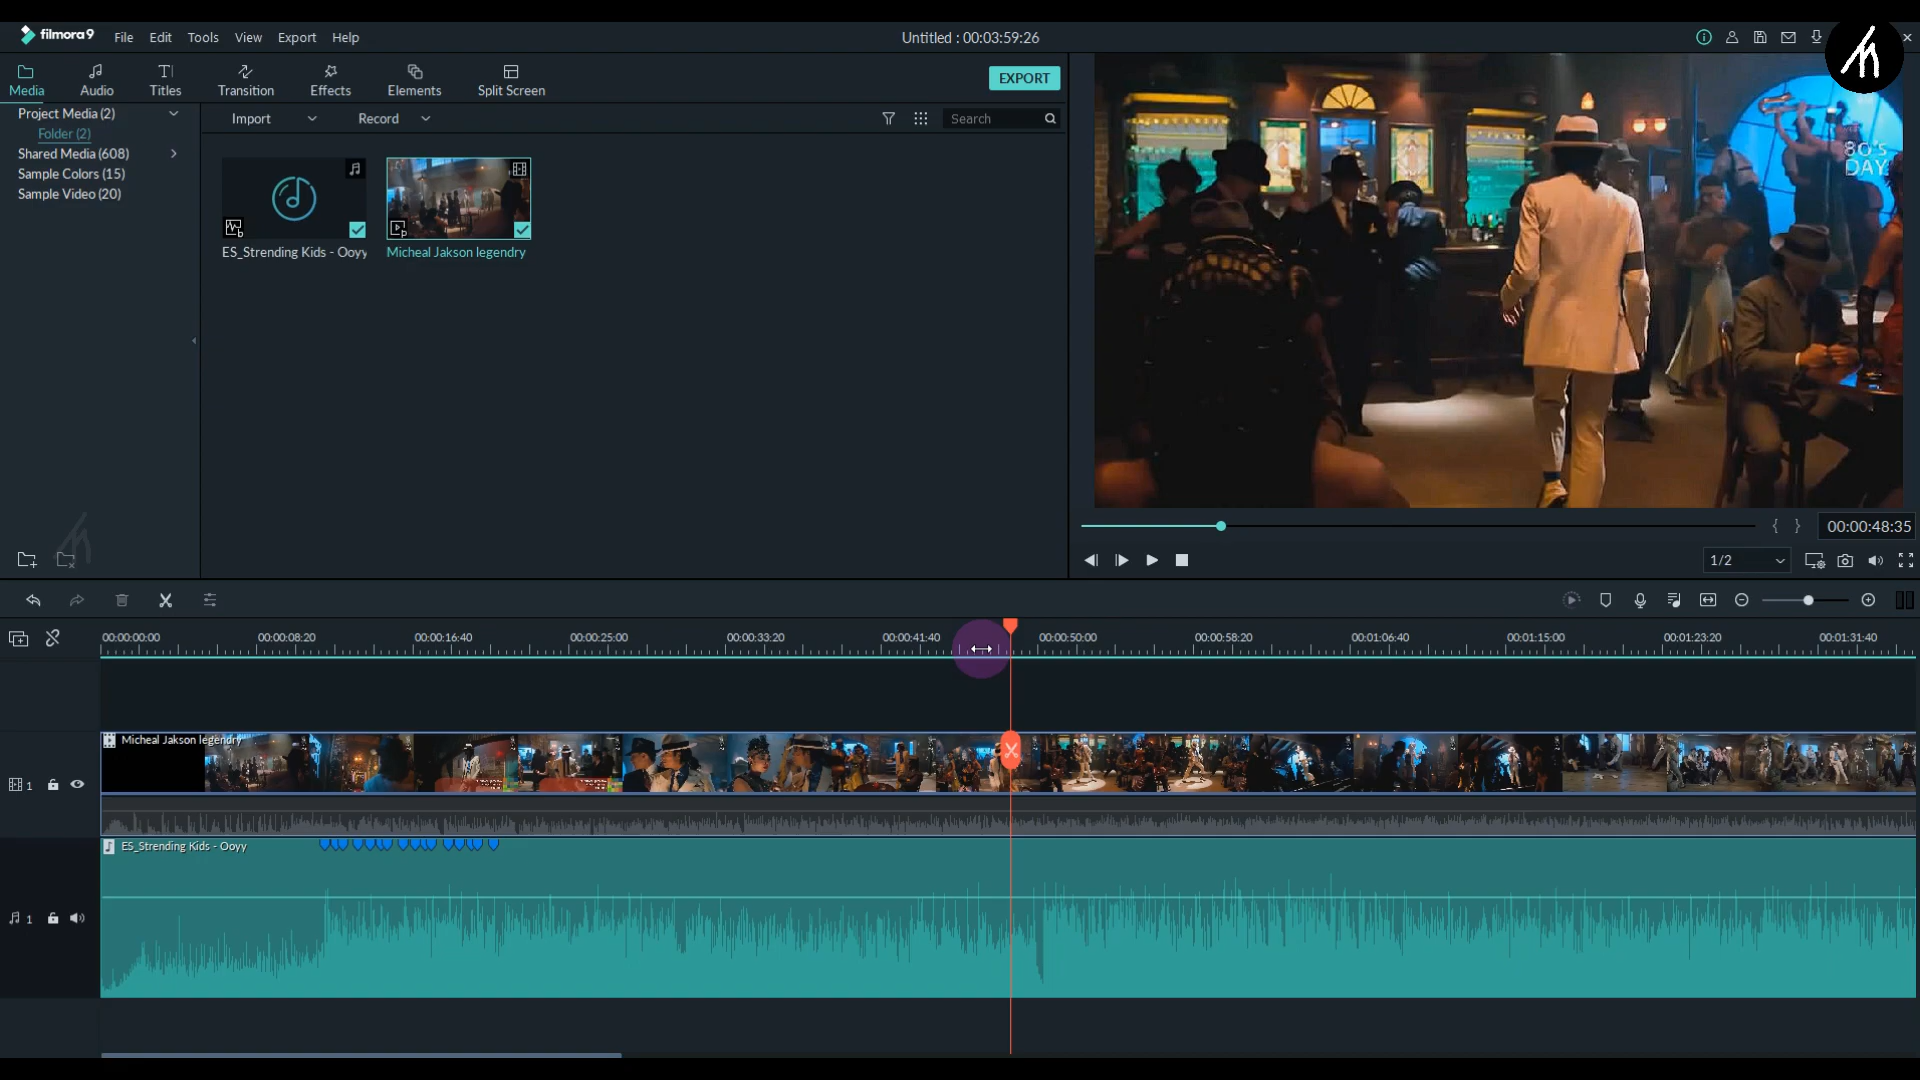 filmora9 File Edit Tools View Export Help Untitled : 00:03:59:26
Media Audio Titles Transition Effects Elements Split Screen EXPORT
Project Media (2)
Folder (2)
Shared Media (608)
Sample Colors (15)
Sample Video (20)
Import Record Search
ES_Strending Kids - Ooyy
Micheal Jakson legendry
80's
DAY
00:00:48:35
1/2
00:00:00:00 00:00:08:20 00:00:16:40 00:00:25:00 00:00:33:20 00:00:41:40 00:00:50:00 00:00:58:20 00:01:06:40 00:01:15:00 00:01:23:20 00:01:31:40
Micheal Jakson legendry
1
ES_Strending Kids - Ooyy
1